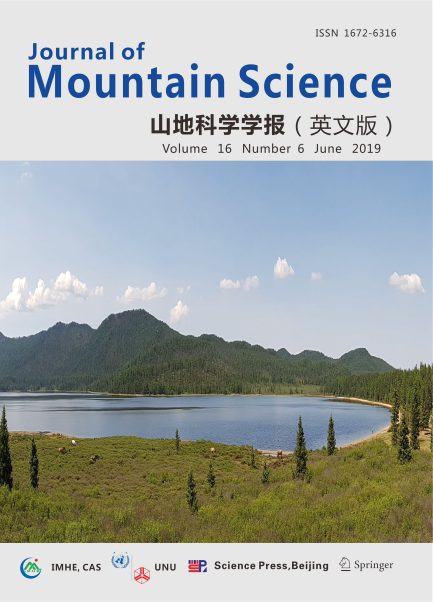 ISSN 1672-6316
Journal of
Mountain Science
山地科学学报（英文版）
Volume 16 Number 6 June 2019
IMHE, CAS UNU SP Science Press,Beijing Springer